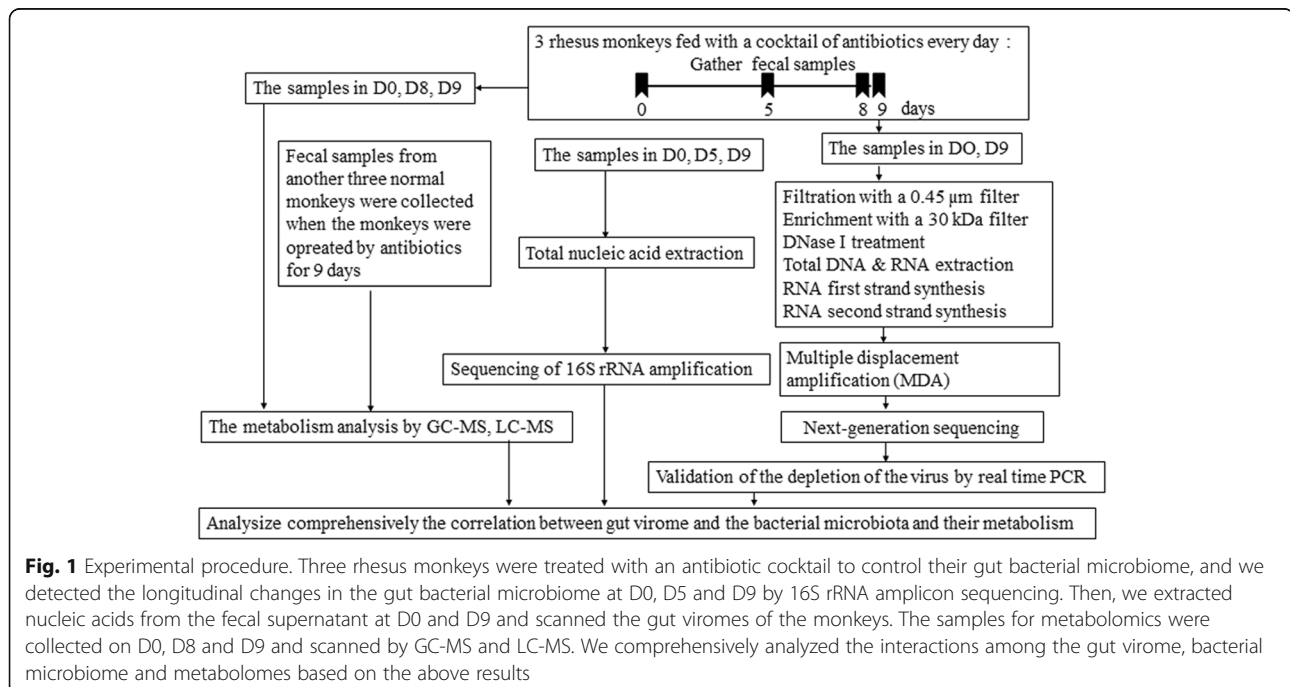 3 rhesus monkeys fed with a cocktail of antibiotics every day :
Gather fecal samples
0 5 8 9 days
The samples in D0, D8, D9
Fecal samples from
another three normal
monkeys were collected
when the monkeys were
opreated by antibiotics
for 9 days
The samples in D0, D5, D9
The samples in DO, D9
Filtration with a 0.45 µm filter
Enrichment with a 30 kDa filter
DNase I treatment
Total DNA & RNA extraction
RNA first strand synthesis
RNA second strand synthesis
Total nucleic acid extraction
Sequencing of 16S rRNA amplification
Multiple displacement
amplification (MDA)
The metabolism analysis by GC-MS, LC-MS
Next-generation sequencing
Validation of the depletion of the virus by real time PCR
Analysize comprehensively the correlation between gut virome and the bacterial microbiota and their metabolism
Fig. 1 Experimental procedure. Three rhesus monkeys were treated with an antibiotic cocktail to control their gut bacterial microbiome, and we
detected the longitudinal changes in the gut bacterial microbiome at D0, D5 and D9 by 16S rRNA amplicon sequencing. Then, we extracted
nucleic acids from the fecal supernatant at D0 and D9 and scanned the gut viromes of the monkeys. The samples for metabolomics were
collected on D0, D8 and D9 and scanned by GC-MS and LC-MS. We comprehensively analyzed the interactions among the gut virome, bacterial
microbiome and metabolomes based on the above results